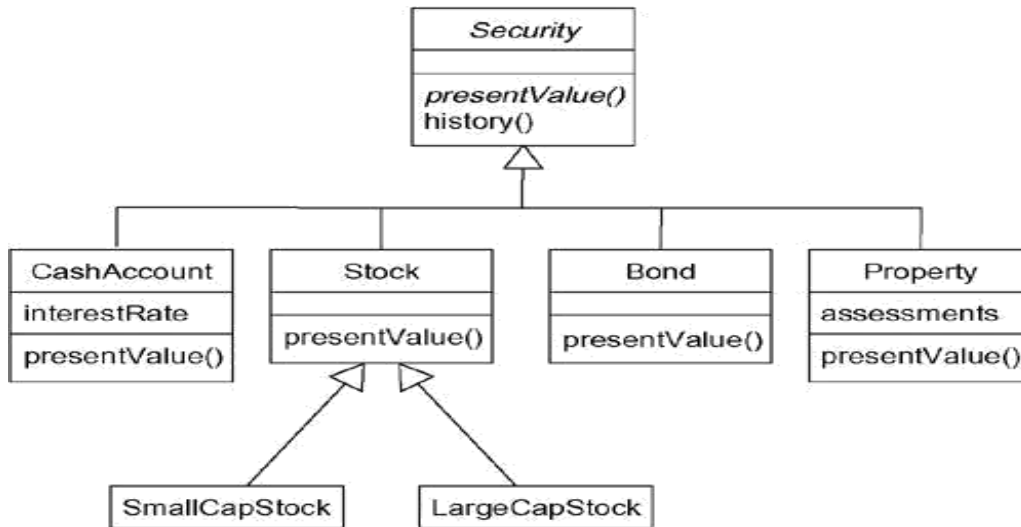 Security
presentValue()
history()
CashAccount
interestRate
presentValue()
Stock
presentValue()
Bond
presentValue()
Property
assessments
presentValue()
SmallCapStock
LargeCapStock